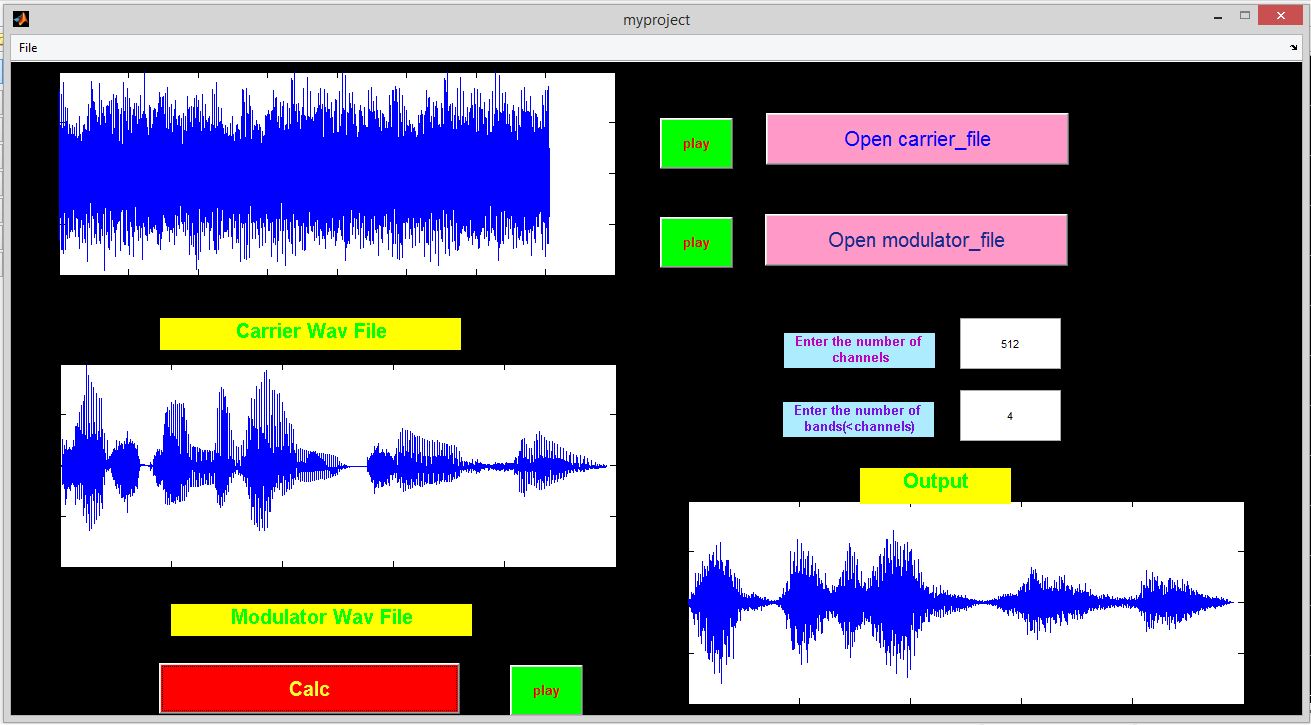 myproject
File
play
Open carrier_file
play
Open modulator_file
Carrier Wav File
Enter the number of
channels
512
Enter the number of
bands(<channels)
4
Output
Modulator Wav File
Calc
play